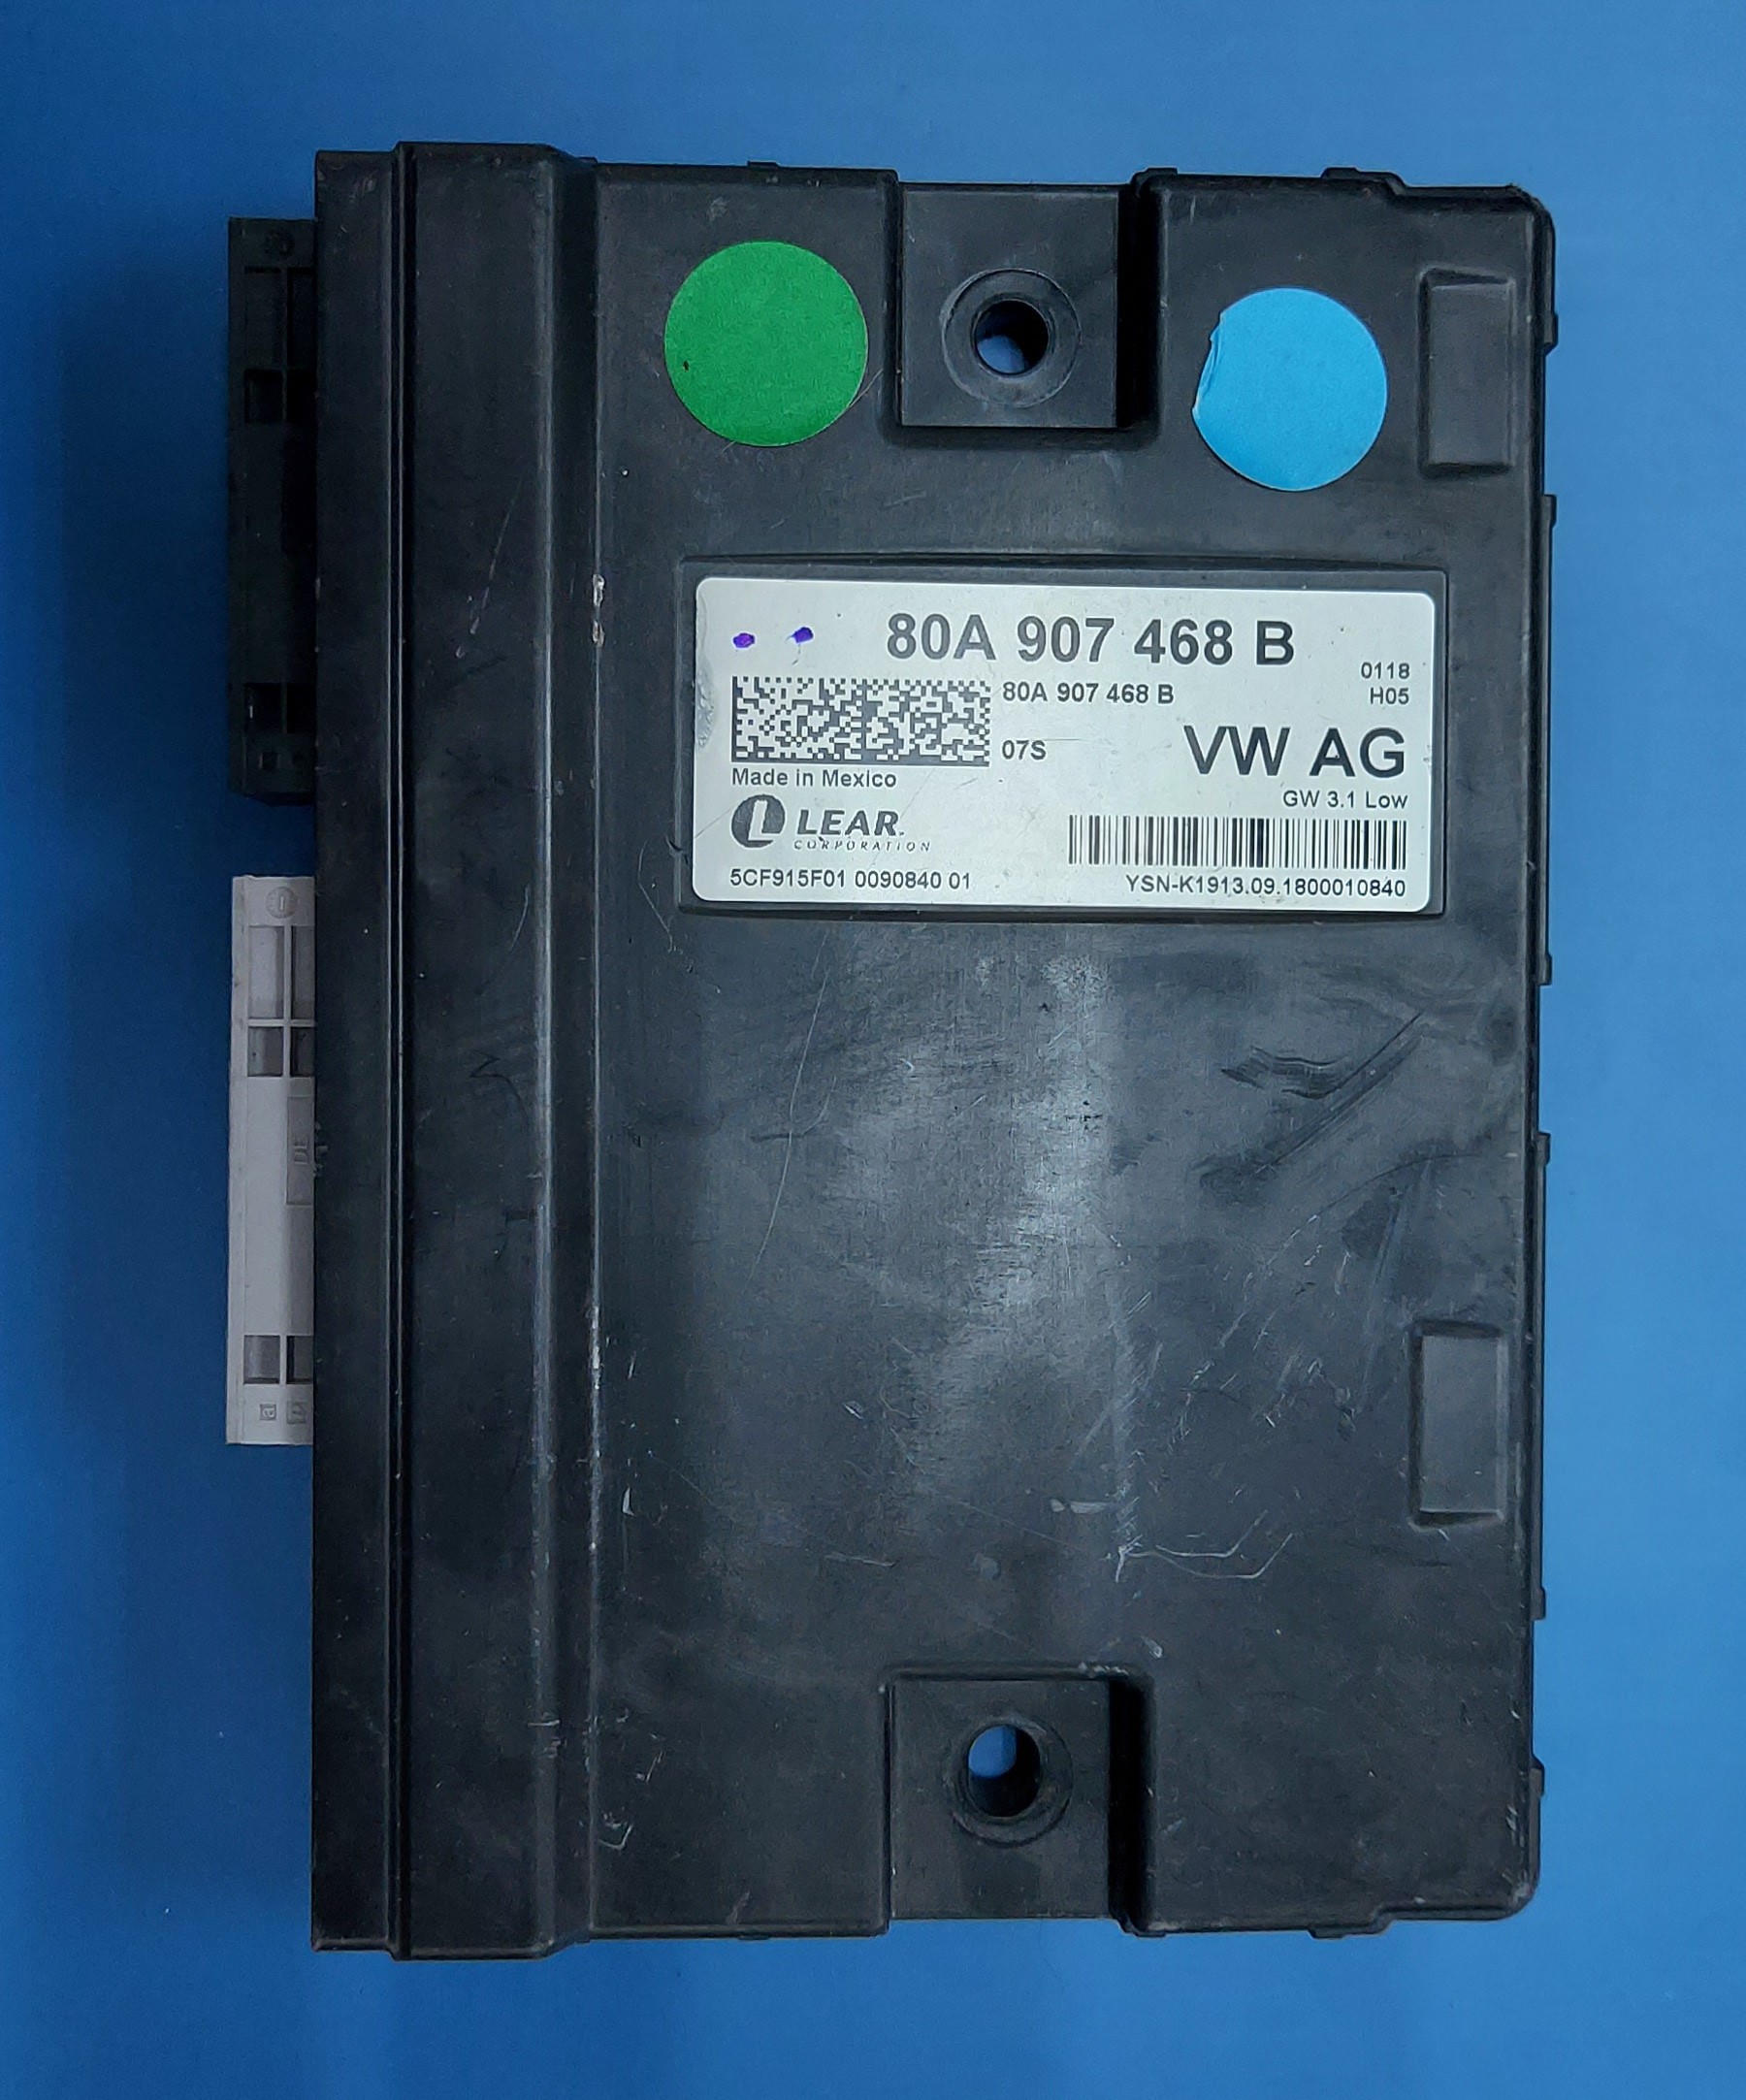 80A 907 468 B
0118
80A 907 468 B
H05
07S
VW AG
Made in Mexico
GW 3.1 Low
LEAR.
CORPORATION
5CF915F01 0090840 01
YSN-K1913.09.1800010840